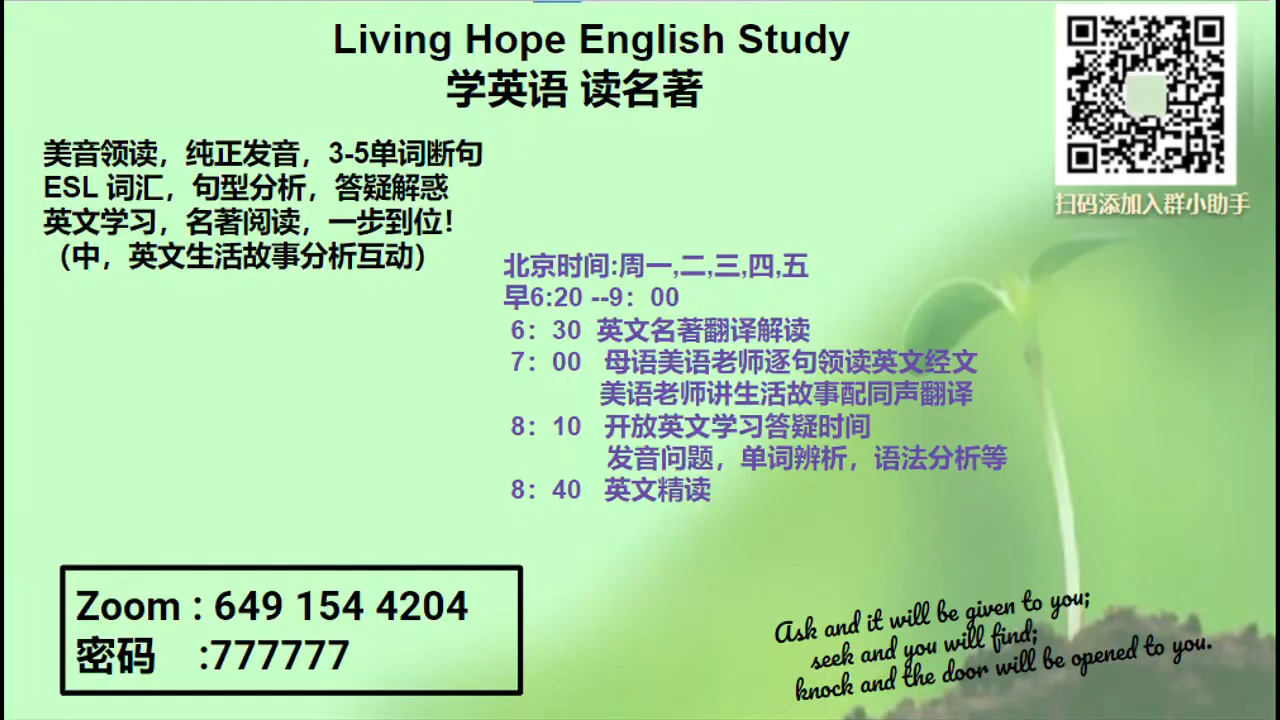 Living Hope English Study
学英语 读名著
美音领读，纯正发音，3-5单词断句
ESL 词汇，句型分析，答疑解惑
英文学习，名著阅读，一步到位！
（中，英文生活故事分析互动）
扫码添加入群小助手
北京时间:周一,二,三,四,五
早6:20 --9：00
6：30 英文名著翻译解读
7：00 母语美语老师逐句领读英文经文
美语老师讲生活故事配同声翻译
8：10 开放英文学习答疑时间
发音问题，单词辨析，语法分析等
8：40 英文精读
Zoom : 649 154 4204
密码 :777777
Ask and it will be given to you;
seek and you will find;
knock and the door will be opened to you.